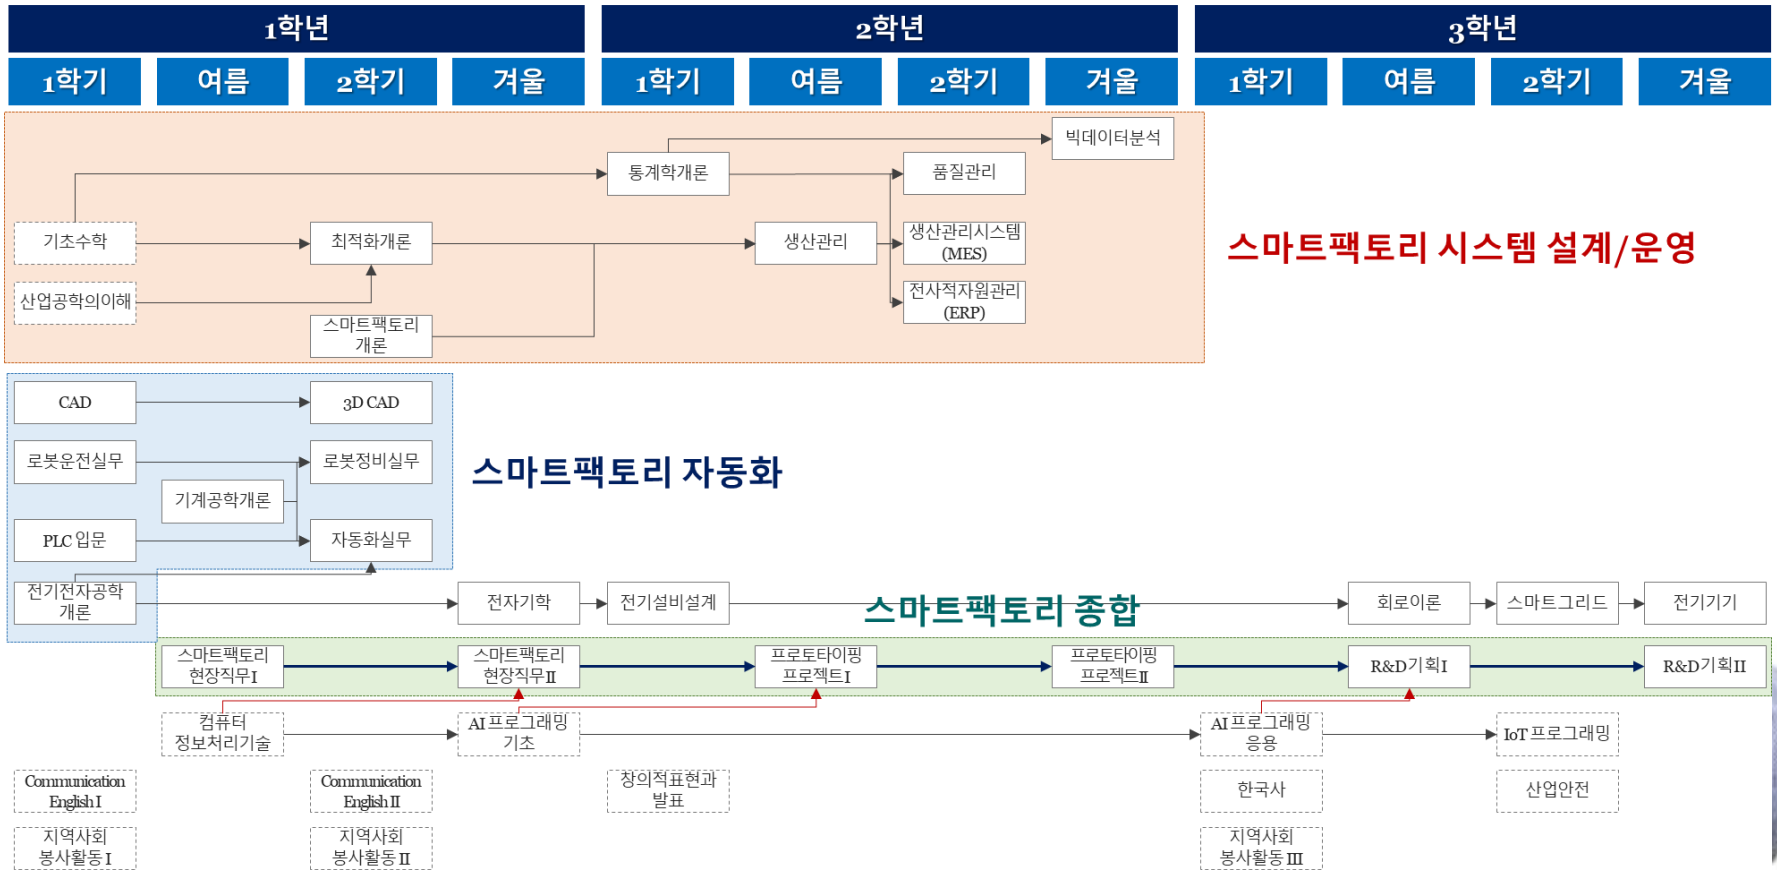 1학년
2학년
3학년
1학기
여름
2학기
겨울
1학기
여름
2학기
겨울
1학기
여름
2학기
겨울
빅데이터분석
통계학개론
품질관리
기초수학
최적화개론
생산관리
생산관리시스템
(MES)
스마트팩토리 시스템 설계/운영
산업공학의이해
전사적자원관리
(ERP)
스마트팩토리
개론
CAD
3D CAD
로봇운전실무
로봇정비실무
스마트팩토리 자동화
기계공학개론
PLC 입문
자동화실무
전기전자공학
개론
전자기학
전기설비설계
스마트팩토리 종합
회로이론
스마트그리드
전기기기
스마트팩토리
현장직무I
스마트팩토리
현장직무II
프로토타이핑
프로젝트I
프로토타이핑
프로젝트II
R&D기획I
R&D기획II
컴퓨터
정보처리기술
AI 프로그래밍
기초
AI 프로그래밍
응용
IoT 프로그래밍
Communication
English I
Communication
English II
창의적표현과
발표
한국사
산업안전
지역사회
봉사활동 I
지역사회
봉사활동 II
지역사회
봉사활동 III